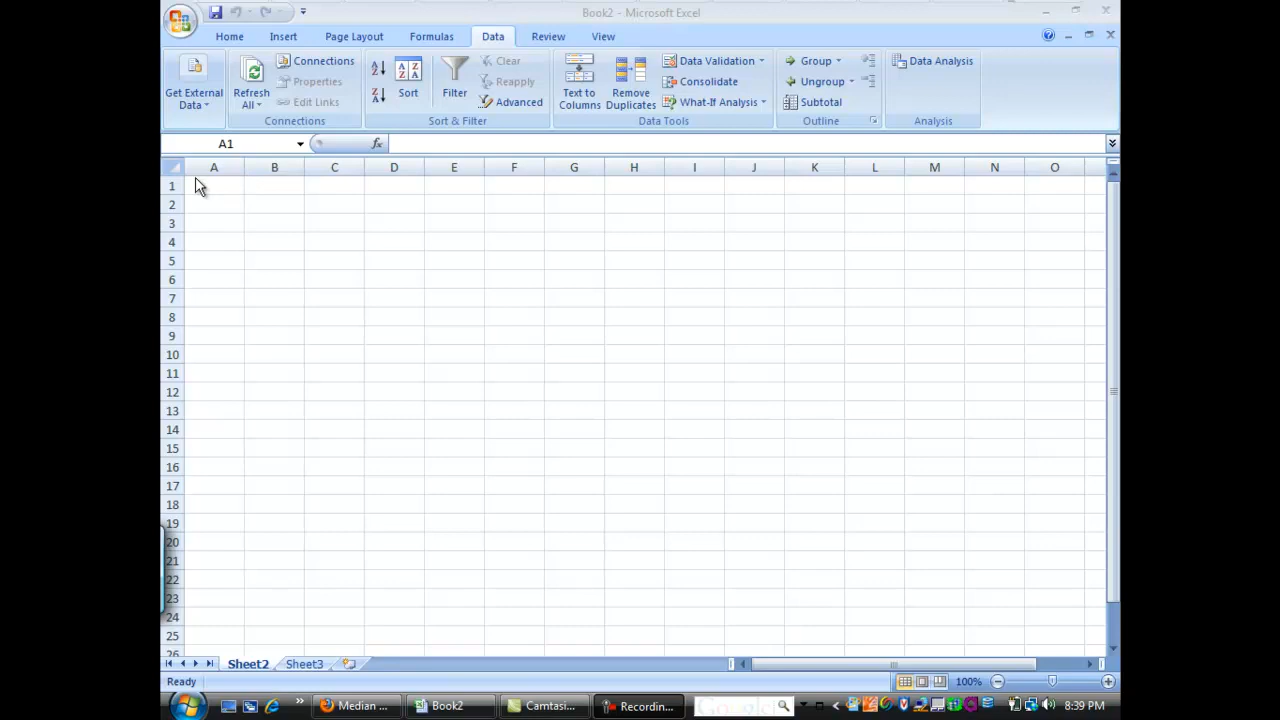 Book2 - Microsoft Excel
Home Insert Page Layout Formulas Data Review View
Get External Data
Refresh All
Connections
Properties
Edit Links
Connections
Sort
Filter
Clear
Reapply
Advanced
Sort & Filter
Text to Columns
Remove Duplicates
Data Validation
Consolidate
What-If Analysis
Data Tools
Group
Ungroup
Subtotal
Outline
Data Analysis
Analysis
A1 fx
A B C D E F G H I J K L M N O
1
2
3
4
5
6
7
8
9
10
11
12
13
14
15
16
17
18
19
20
21
22
23
24
25
26
Sheet2 Sheet3
Ready 100%
Median ... Book2 Camtasi... Recordin... Google 8:39 PM